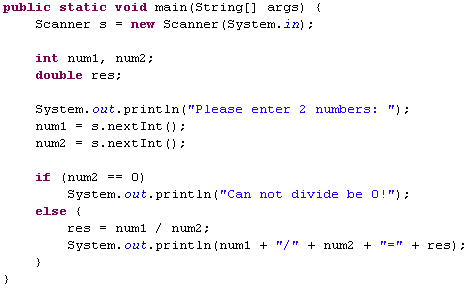 public static void main(String[] args) {
    Scanner s = new Scanner(System.in);

    int num1, num2;
    double res;

    System.out.println("Please enter 2 numbers: ");
    num1 = s.nextInt();
    num2 = s.nextInt();

    if (num2 == 0)
        System.out.println("Can not divide be 0!");
    else {
        res = num1 / num2;
        System.out.println(num1 + "/" + num2 + "=" + res);
    }
}